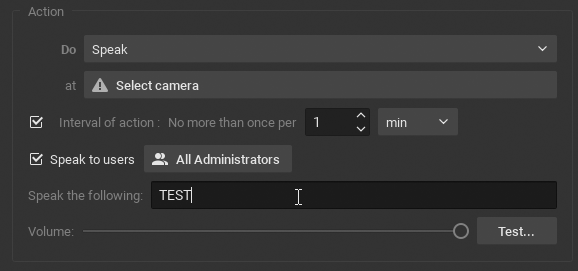 Action
Do Speak
at Select camera
Interval of action : No more than once per 1 min
Speak to users All Administrators
Speak the following: TEST
Volume: Test...